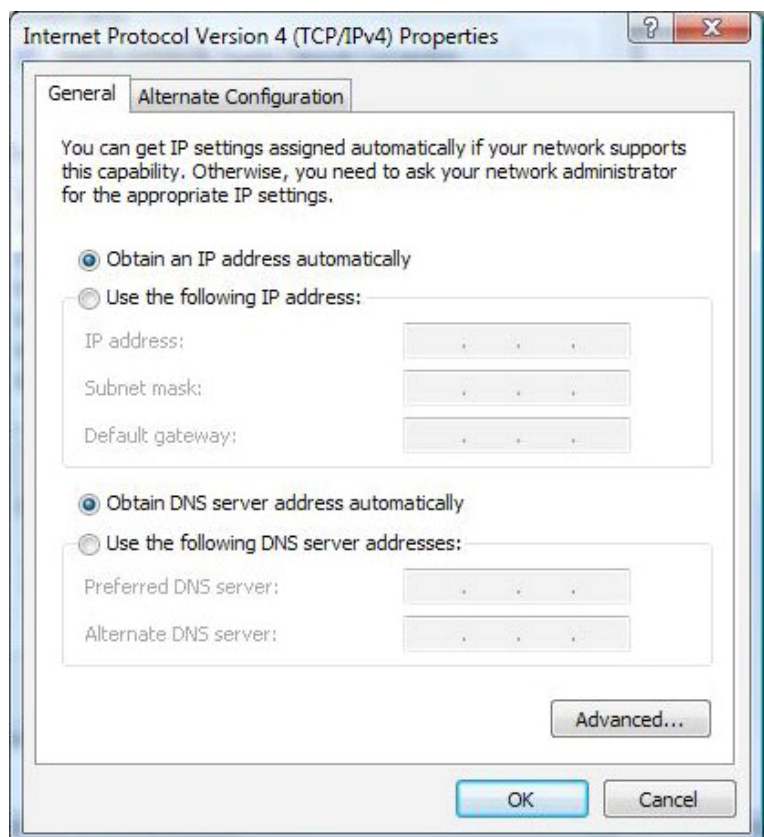 Internet Protocol Version 4 (TCP/IPv4) Properties
?
X
General
Alternate Configuration
You can get IP settings assigned automatically if your network supports
this capability. Otherwise, you need to ask your network administrator
for the appropriate IP settings.
Obtain an IP address automatically
Use the following IP address:
IP address: . . .
Subnet mask: . . .
Default gateway: . . .
Obtain DNS server address automatically
Use the following DNS server addresses:
Preferred DNS server: . . .
Alternate DNS server: . . .
Advanced...
OK
Cancel